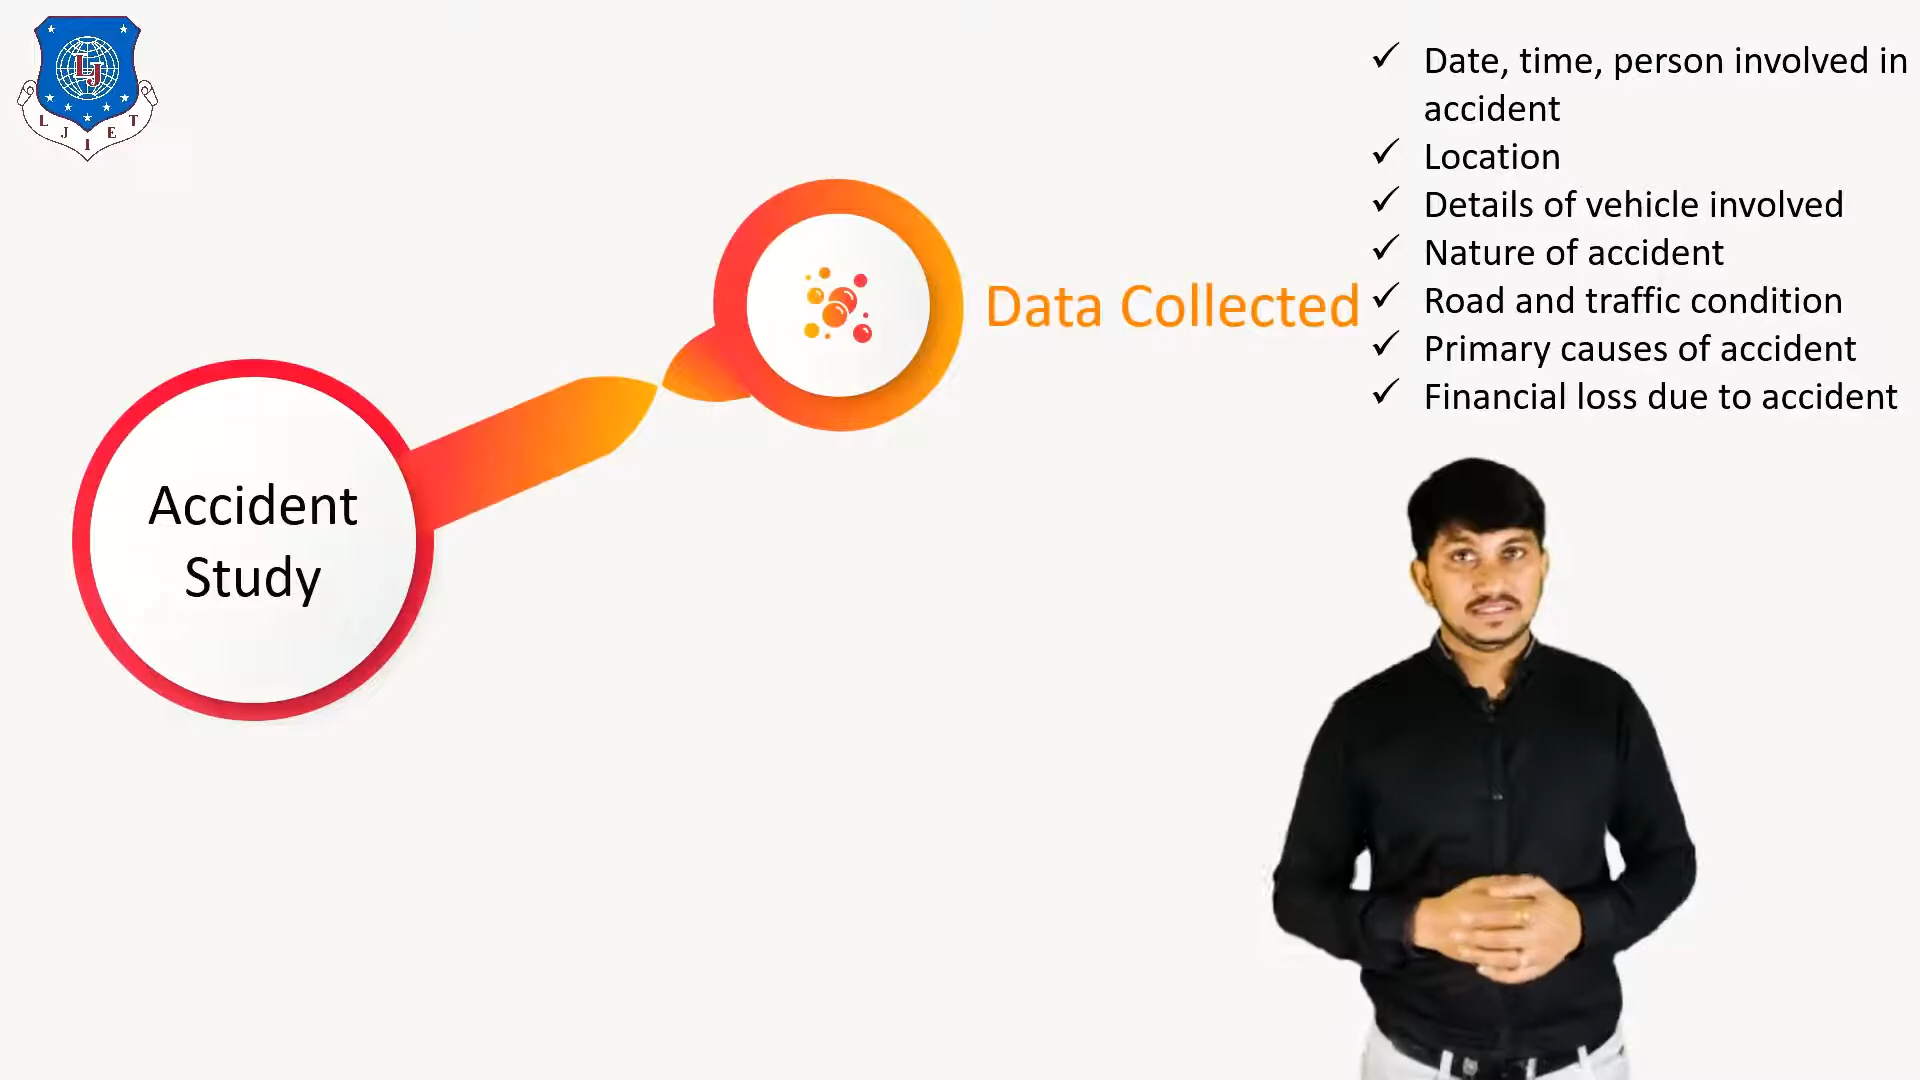 LJ
L J I E T
Accident
Study
Data Collected
✓ Date, time, person involved in
accident
✓ Location
✓ Details of vehicle involved
✓ Nature of accident
✓ Road and traffic condition
✓ Primary causes of accident
✓ Financial loss due to accident